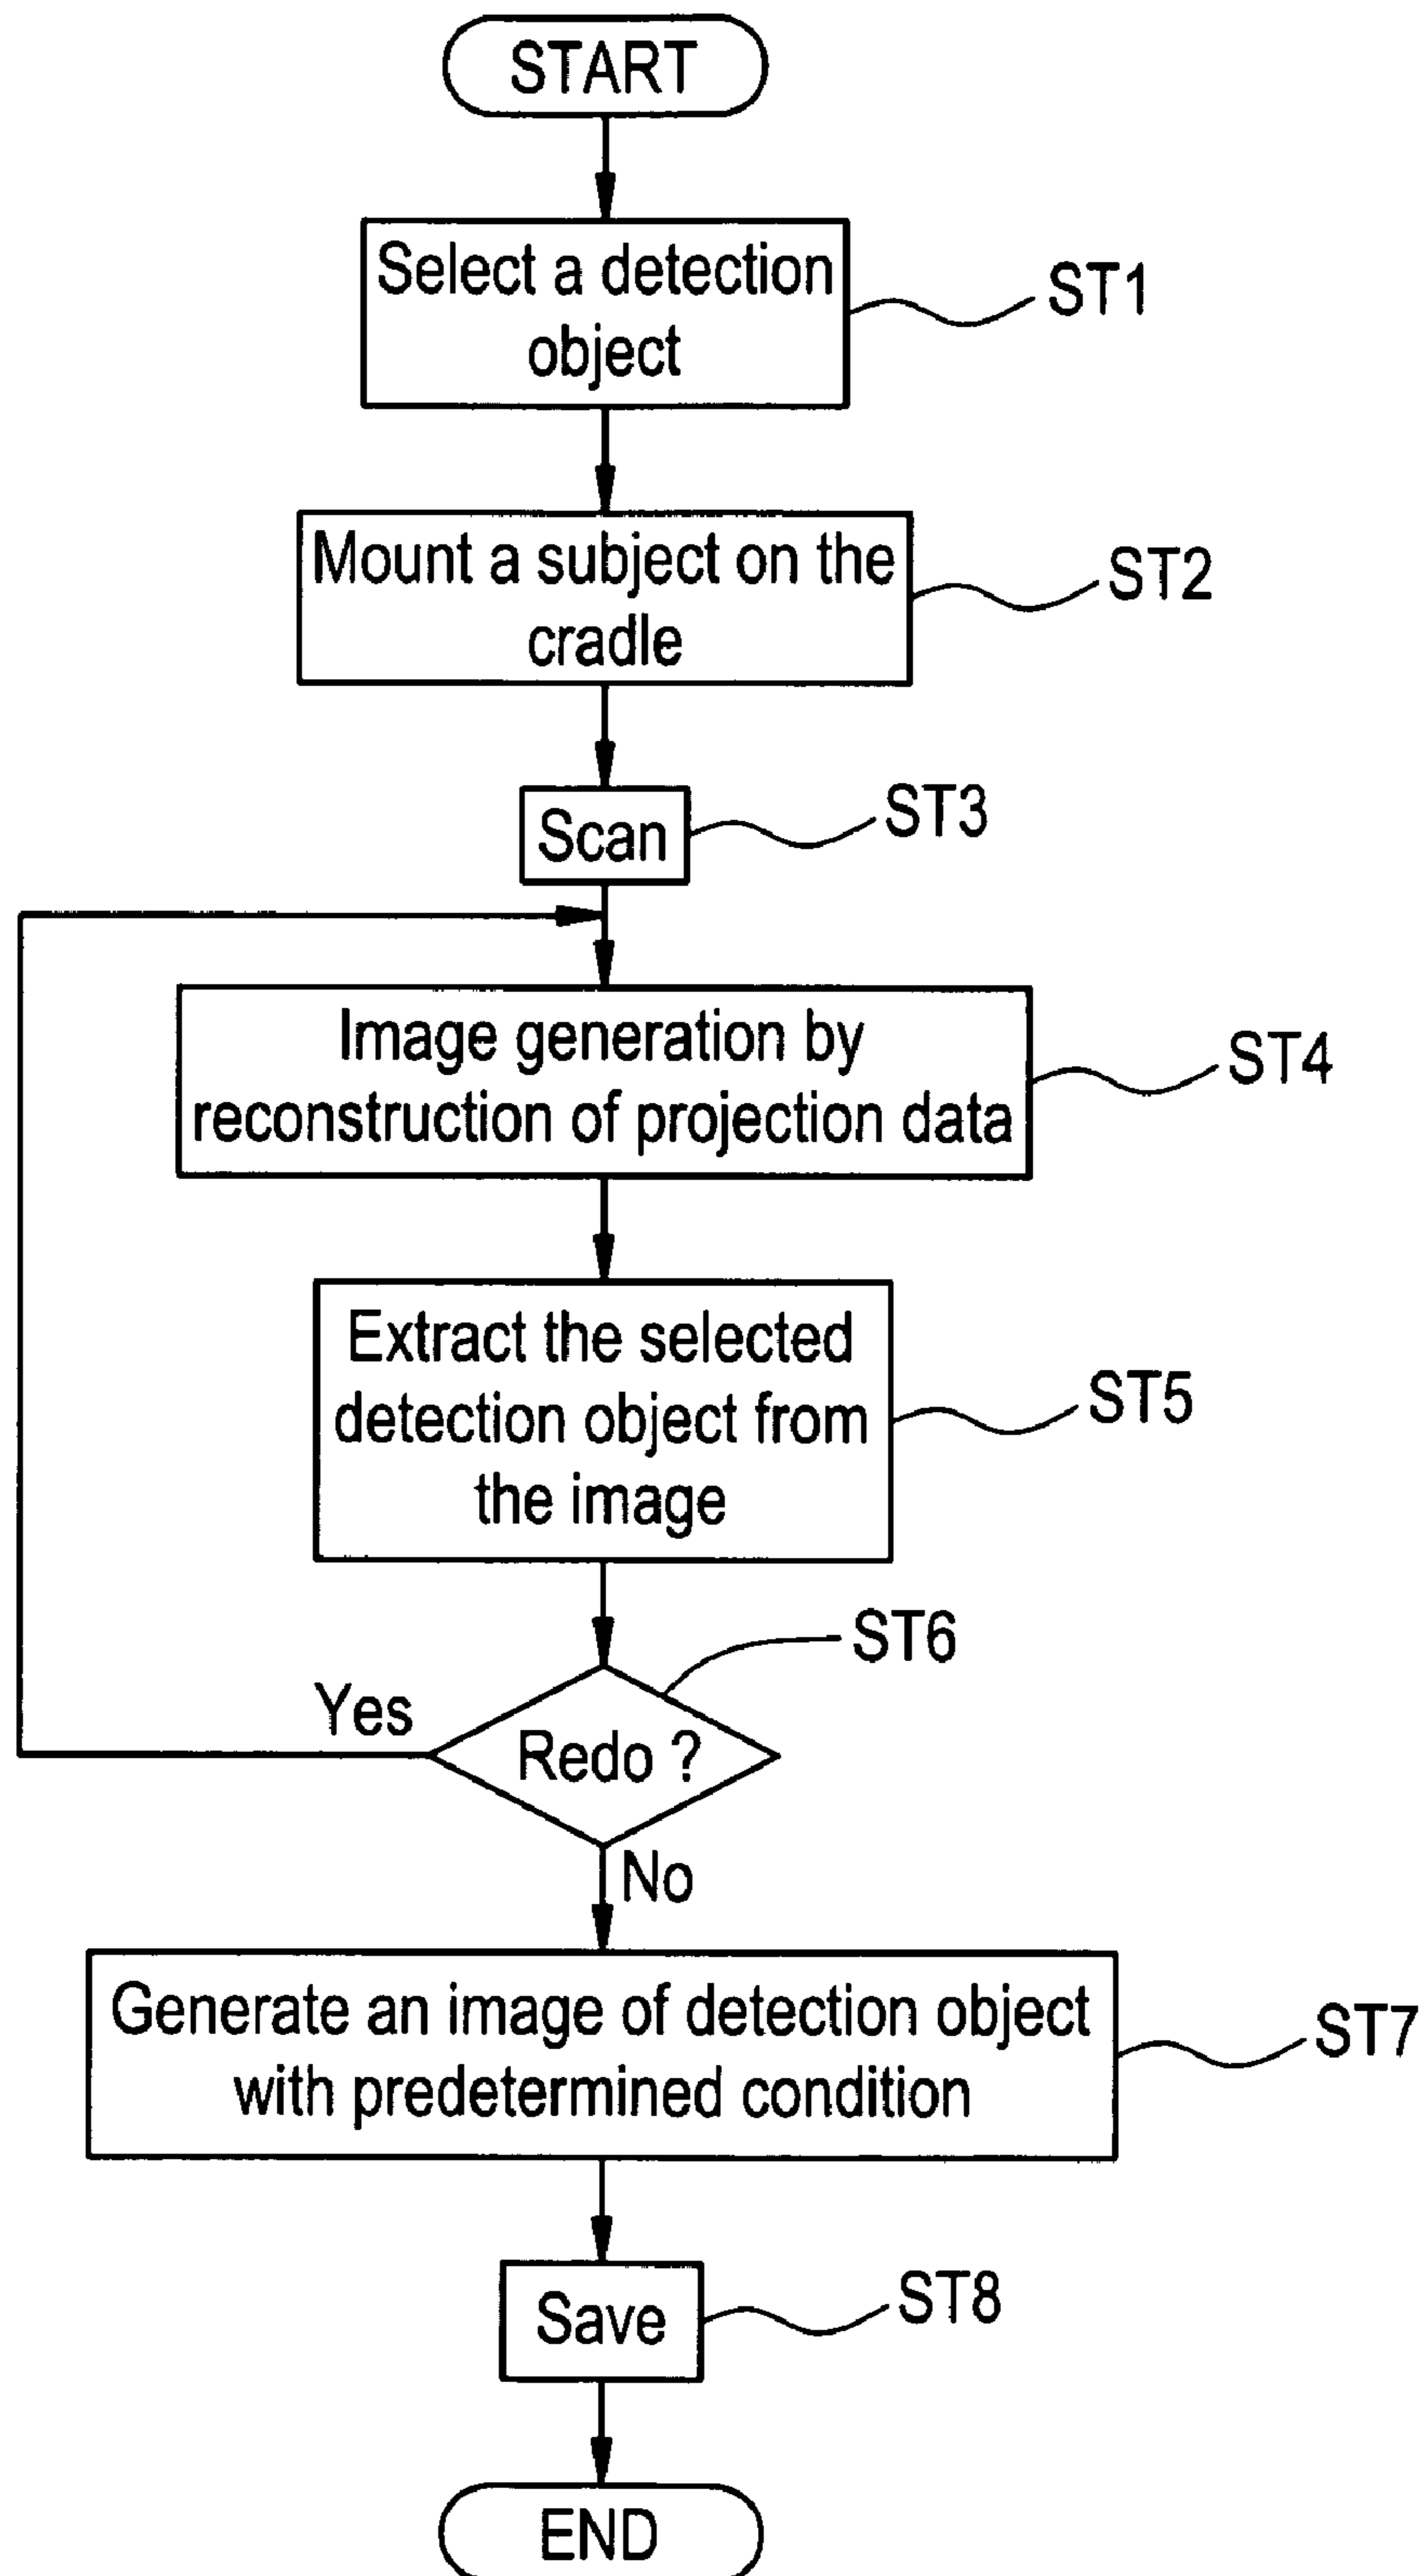 START
Select a detection
object
ST1
Mount a subject on the
cradle
ST2
Scan
ST3
Image generation by
reconstruction of projection data
ST4
Extract the selected
detection object from
the image
ST5
ST6
Yes
Redo ?
No
Generate an image of detection object
with predetermined condition
ST7
Save
ST8
END